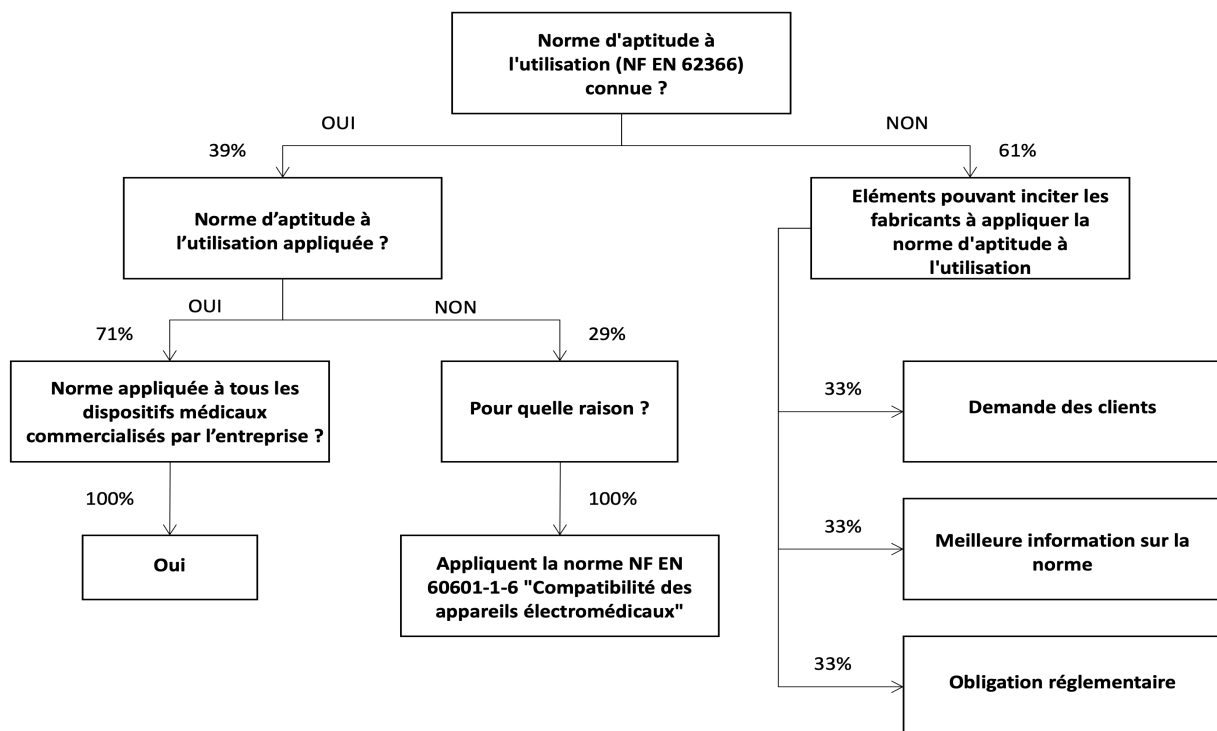 Norme d'aptitude à
l'utilisation (NF EN 62366)
connue ?
OUI
NON
39%
61%
Norme d’aptitude à
l’utilisation appliquée ?
Eléments pouvant inciter les
fabricants à appliquer la
norme d'aptitude à
l'utilisation
OUI
NON
71%
29%
Norme appliquée à tous les
dispositifs médicaux
commercialisés par l’entreprise ?
Pour quelle raison ?
33%
Demande des clients
100%
100%
Oui
Appliquent la norme NF EN
60601-1-6 "Compatibilité des
appareils électromédicaux"
33%
Meilleure information sur la
norme
33%
Obligation réglementaire